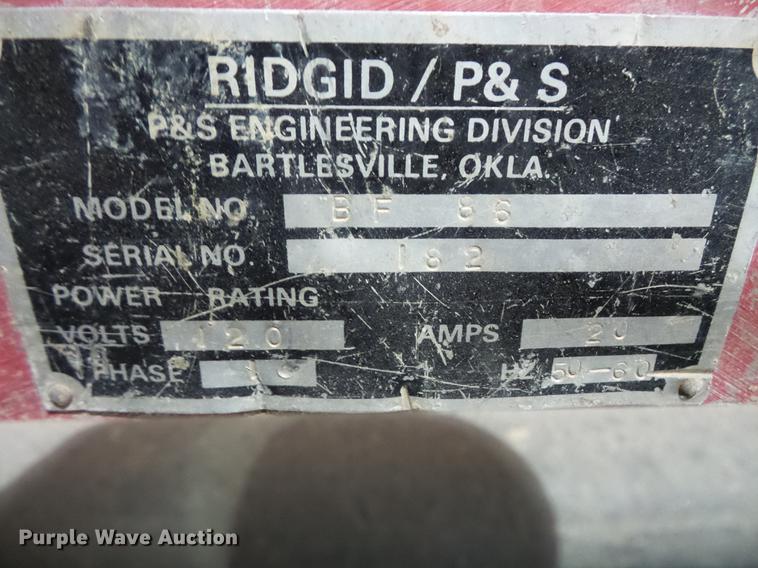 RIDGID / P& S
P&S ENGINEERING DIVISION
BARTLESVILLE, OKLA.
MODEL NO. BF 86
SERIAL NO. 182
POWER RATING
VOLTS 120 AMPS 20
PHASE HZ 50-60
Purple Wave Auction